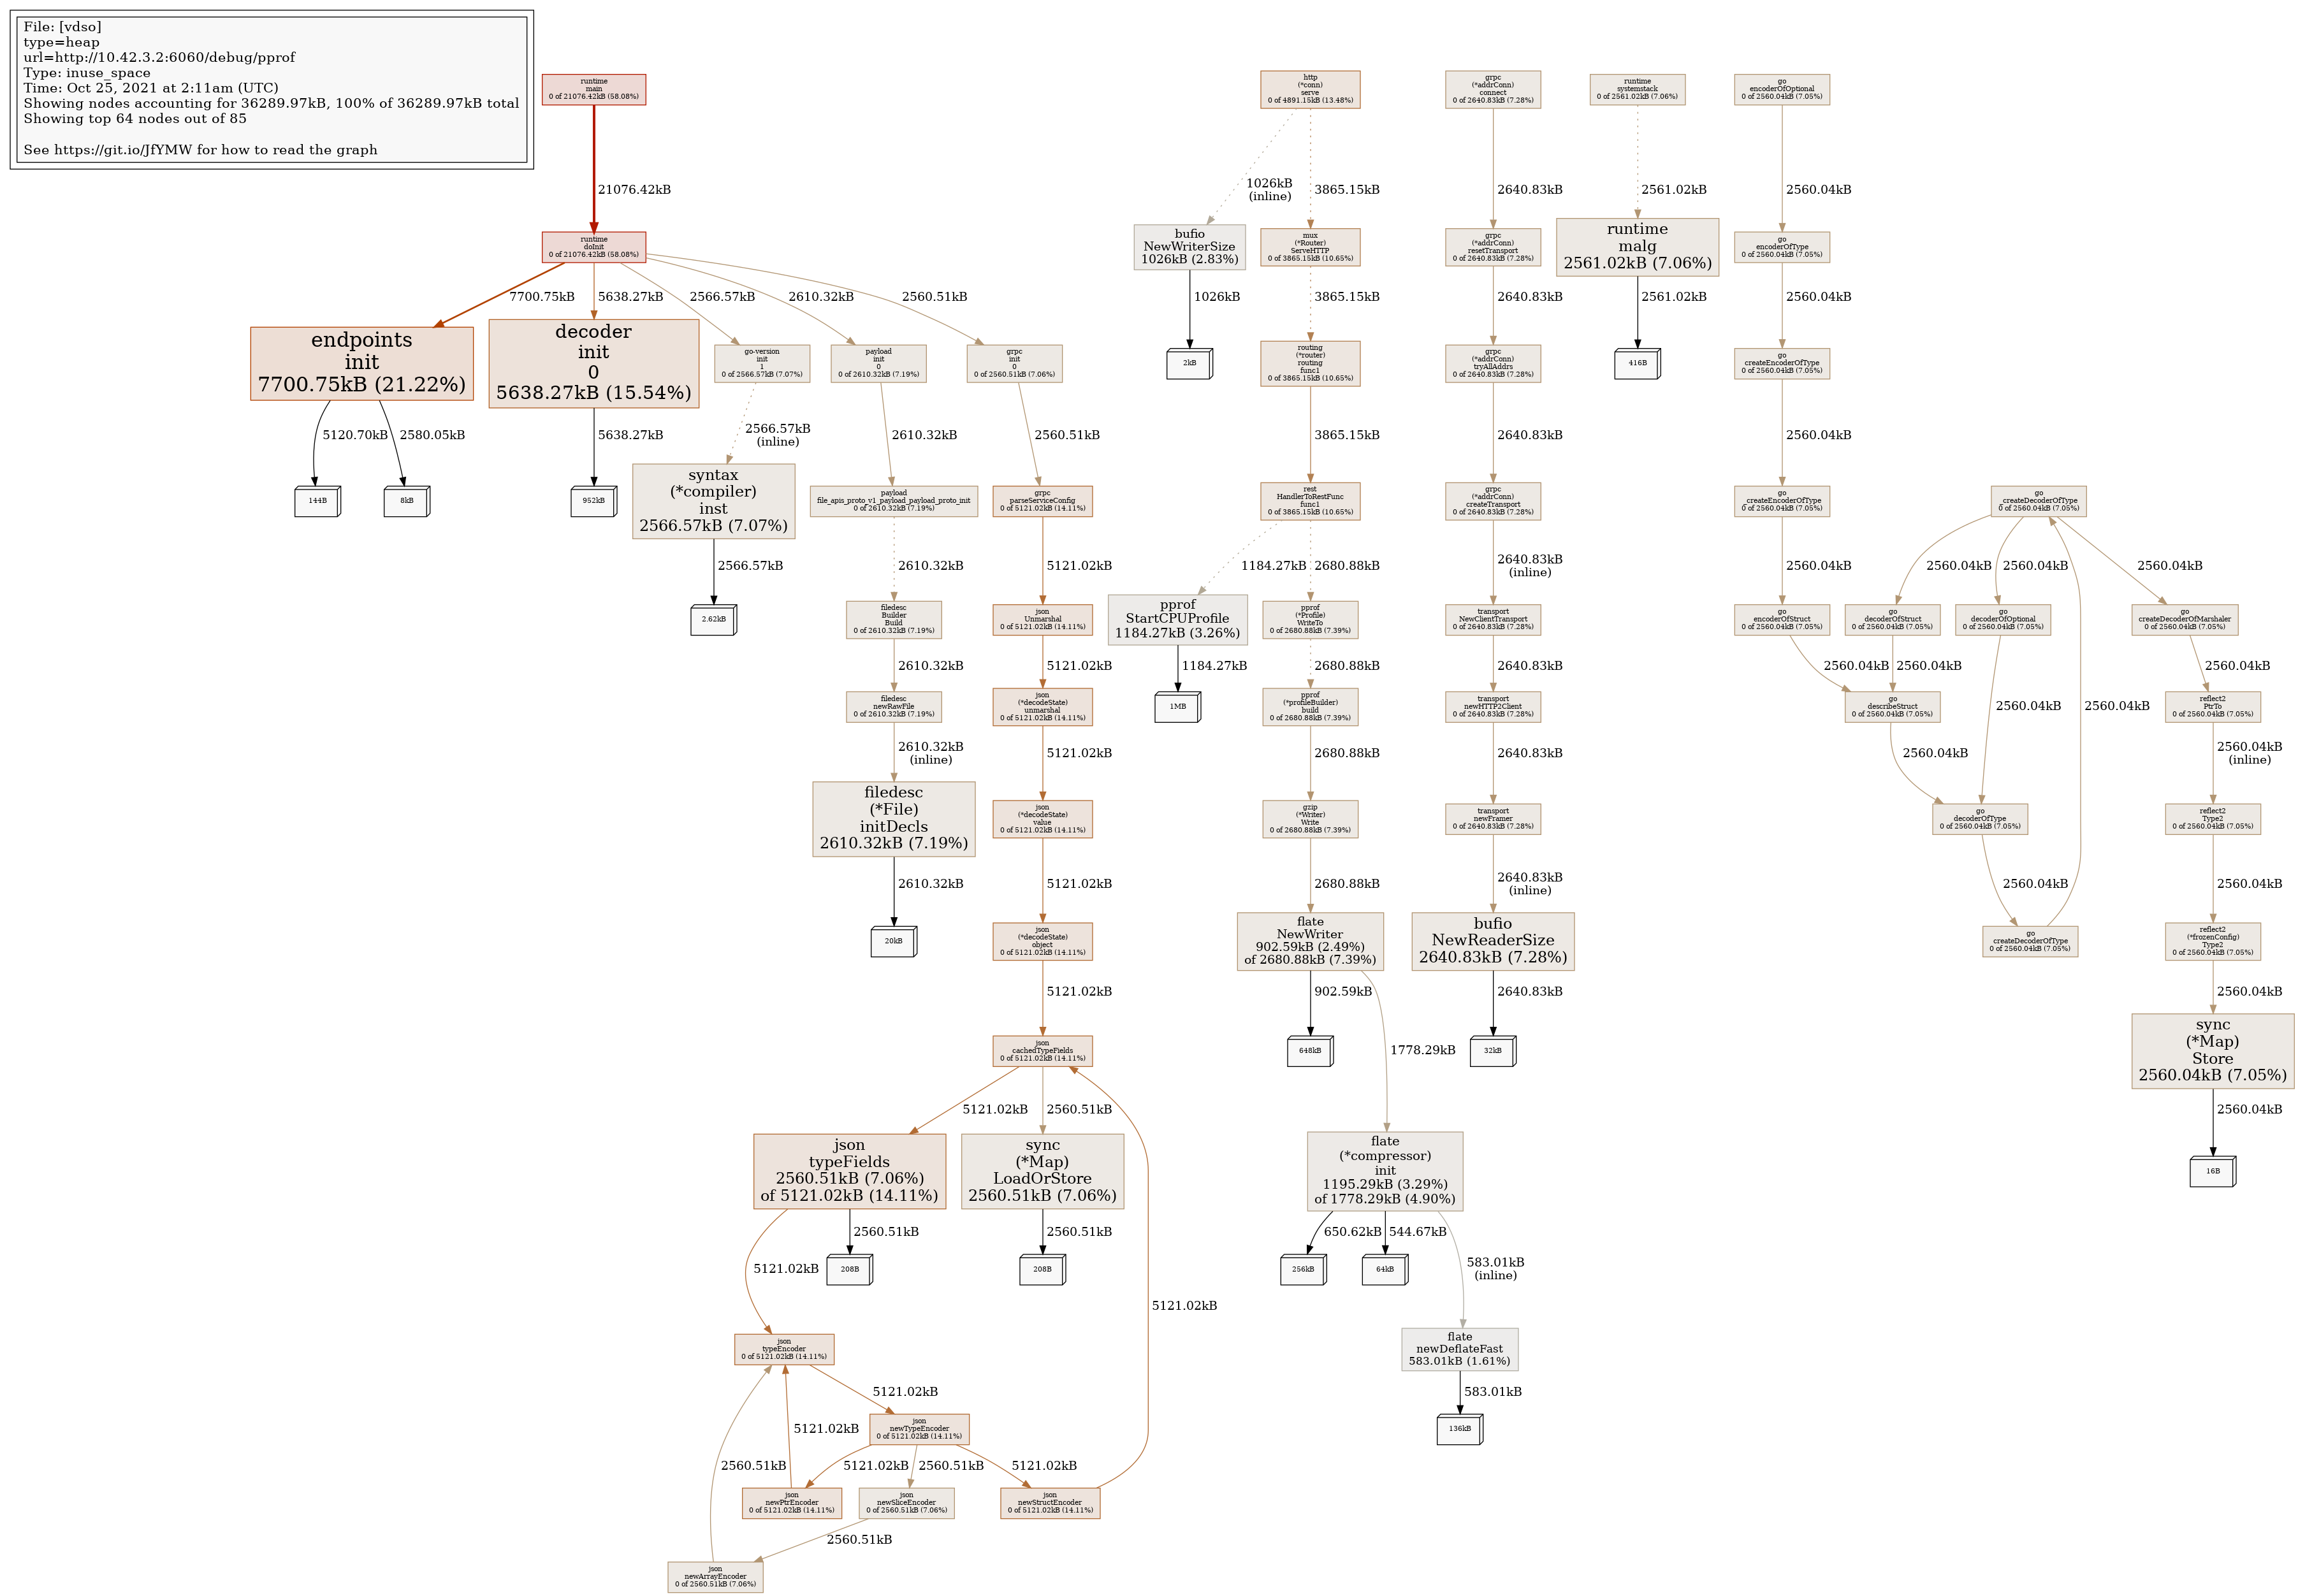 File: [vdso]
type=heap
url=http://10.42.3.2:6060/debug/pprof
Type: inuse_space
Time: Oct 25, 2021 at 2:11am (UTC)
Showing nodes accounting for 36289.97kB, 100% of 36289.97kB total
Showing top 64 nodes out of 85
See https://git.io/JfYMW for how to read the graph
runtime
main
0 of 21076.42kB (58.08%)
21076.42kB
runtime
doInit
0 of 21076.42kB (58.08%)
7700.75kB
5638.27kB
2566.57kB
2610.32kB
2560.51kB
endpoints
init
7700.75kB (21.22%)
5120.70kB
2580.05kB
144B
8kB
decoder
init
0
5638.27kB (15.54%)
5638.27kB
952kB
go-version
init
1
0 of 2566.57kB (7.07%)
2566.57kB
(inline)
syntax
(*compiler)
inst
2566.57kB (7.07%)
2566.57kB
2.62kB
payload
init
0
0 of 2610.32kB (7.19%)
2610.32kB
payload
file_apis_proto_v1_payload_payload_proto_init
0 of 2610.32kB (7.19%)
2610.32kB
filedesc
Builder
Build
0 of 2610.32kB (7.19%)
2610.32kB
filedesc
newRawFile
0 of 2610.32kB (7.19%)
2610.32kB
(inline)
filedesc
(*File)
initDecls
2610.32kB (7.19%)
2610.32kB
20kB
grpc
init
0
0 of 2560.51kB (7.06%)
2560.51kB
grpc
parseServiceConfig
0 of 5121.02kB (14.11%)
5121.02kB
json
Unmarshal
0 of 5121.02kB (14.11%)
5121.02kB
json
(*decodeState)
unmarshal
0 of 5121.02kB (14.11%)
5121.02kB
json
(*decodeState)
value
0 of 5121.02kB (14.11%)
5121.02kB
json
(*decodeState)
object
0 of 5121.02kB (14.11%)
5121.02kB
json
cachedTypeFields
0 of 5121.02kB (14.11%)
5121.02kB
2560.51kB
json
typeFields
2560.51kB (7.06%)
of 5121.02kB (14.11%)
sync
(*Map)
LoadOrStore
2560.51kB (7.06%)
5121.02kB
2560.51kB
2560.51kB
208B
208B
5121.02kB
json
typeEncoder
0 of 5121.02kB (14.11%)
5121.02kB
5121.02kB
2560.51kB
json
newTypeEncoder
0 of 5121.02kB (14.11%)
5121.02kB
2560.51kB
5121.02kB
json
newPtrEncoder
0 of 5121.02kB (14.11%)
json
newSliceEncoder
0 of 2560.51kB (7.06%)
json
newStructEncoder
0 of 5121.02kB (14.11%)
2560.51kB
json
newArrayEncoder
0 of 2560.51kB (7.06%)
http
(*conn)
serve
0 of 4891.15kB (13.48%)
1026kB
(inline)
3865.15kB
bufio
NewWriterSize
1026kB (2.83%)
1026kB
2kB
mux
(*Router)
ServeHTTP
0 of 3865.15kB (10.65%)
3865.15kB
routing
(*router)
routing
func1
0 of 3865.15kB (10.65%)
3865.15kB
rest
HandlerToRestFunc
func1
0 of 3865.15kB (10.65%)
1184.27kB
2680.88kB
pprof
StartCPUProfile
1184.27kB (3.26%)
1184.27kB
1MB
pprof
(*Profile)
WriteTo
0 of 2680.88kB (7.39%)
2680.88kB
pprof
(*profileBuilder)
build
0 of 2680.88kB (7.39%)
2680.88kB
gzip
(*Writer)
Write
0 of 2680.88kB (7.39%)
2680.88kB
flate
NewWriter
902.59kB (2.49%)
of 2680.88kB (7.39%)
902.59kB
1778.29kB
648kB
flate
(*compressor)
init
1195.29kB (3.29%)
of 1778.29kB (4.90%)
650.62kB
544.67kB
583.01kB
(inline)
256kB
64kB
flate
newDeflateFast
583.01kB (1.61%)
583.01kB
136kB
grpc
(*addrConn)
connect
0 of 2640.83kB (7.28%)
2640.83kB
grpc
(*addrConn)
resetTransport
0 of 2640.83kB (7.28%)
2640.83kB
grpc
(*addrConn)
tryAllAddrs
0 of 2640.83kB (7.28%)
2640.83kB
grpc
(*addrConn)
createTransport
0 of 2640.83kB (7.28%)
2640.83kB
(inline)
transport
NewClientTransport
0 of 2640.83kB (7.28%)
2640.83kB
transport
newHTTP2Client
0 of 2640.83kB (7.28%)
2640.83kB
transport
newFramer
0 of 2640.83kB (7.28%)
2640.83kB
(inline)
bufio
NewReaderSize
2640.83kB (7.28%)
2640.83kB
32kB
runtime
systemstack
0 of 2561.02kB (7.06%)
2561.02kB
runtime
malg
2561.02kB (7.06%)
2561.02kB
416B
go
encoderOfOptional
0 of 2560.04kB (7.05%)
2560.04kB
go
encoderOfType
0 of 2560.04kB (7.05%)
2560.04kB
go
createEncoderOfType
0 of 2560.04kB (7.05%)
2560.04kB
go
_createEncoderOfType
0 of 2560.04kB (7.05%)
2560.04kB
go
encoderOfStruct
0 of 2560.04kB (7.05%)
2560.04kB
go
_createDecoderOfType
0 of 2560.04kB (7.05%)
2560.04kB
2560.04kB
2560.04kB
go
decoderOfStruct
0 of 2560.04kB (7.05%)
2560.04kB
go
decoderOfOptional
0 of 2560.04kB (7.05%)
2560.04kB
2560.04kB
go
describeStruct
0 of 2560.04kB (7.05%)
2560.04kB
go
decoderOfType
0 of 2560.04kB (7.05%)
2560.04kB
go
createDecoderOfType
0 of 2560.04kB (7.05%)
go
createDecoderOfMarshaler
0 of 2560.04kB (7.05%)
2560.04kB
reflect2
PtrTo
0 of 2560.04kB (7.05%)
2560.04kB
(inline)
reflect2
Type2
0 of 2560.04kB (7.05%)
2560.04kB
reflect2
(*frozenConfig)
Type2
0 of 2560.04kB (7.05%)
2560.04kB
sync
(*Map)
Store
2560.04kB (7.05%)
2560.04kB
16B